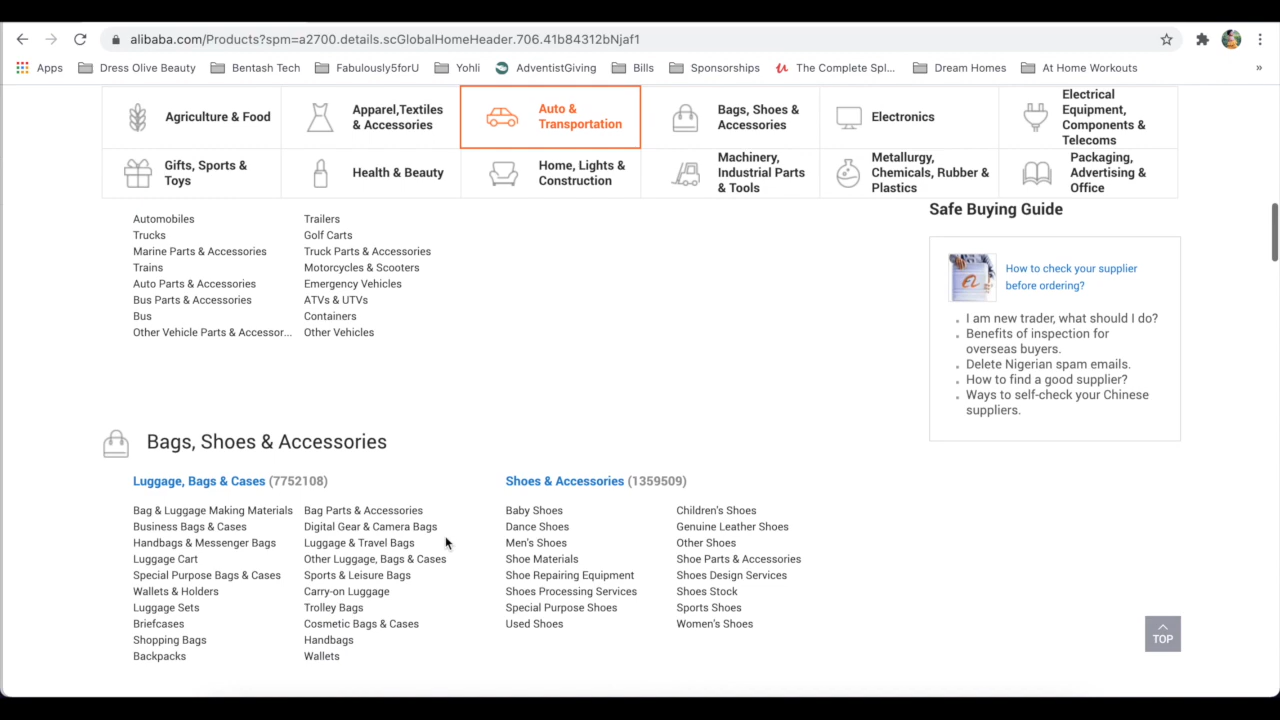 alibaba.com/Products?spm=a2700.details.scGlobalHomeHeader.706.41b84312bNjaf1
Apps Dress Olive Beauty Bentash Tech Fabulously5forU Yohli AdventistGiving Bills Sponsorships The Complete Spl... Dream Homes At Home Workouts »
Agriculture & Food
Apparel,Textiles
& Accessories
Auto &
Transportation
Bags, Shoes &
Accessories
Electronics
Electrical
Equipment,
Components &
Telecoms
Gifts, Sports &
Toys
Health & Beauty
Home, Lights &
Construction
Machinery,
Industrial Parts
& Tools
Metallurgy,
Chemicals, Rubber &
Plastics
Packaging,
Advertising &
Office
Automobiles
Trucks
Marine Parts & Accessories
Trains
Auto Parts & Accessories
Bus Parts & Accessories
Bus
Other Vehicle Parts & Accessor...
Trailers
Golf Carts
Truck Parts & Accessories
Motorcycles & Scooters
Emergency Vehicles
ATVs & UTVs
Containers
Other Vehicles
Safe Buying Guide
How to check your supplier
before ordering?
I am new trader, what should I do?
Benefits of inspection for
overseas buyers.
Delete Nigerian spam emails.
How to find a good supplier?
Ways to self-check your Chinese
suppliers.
Bags, Shoes & Accessories
Luggage, Bags & Cases (7752108)
Bag & Luggage Making Materials
Business Bags & Cases
Handbags & Messenger Bags
Luggage Cart
Special Purpose Bags & Cases
Wallets & Holders
Luggage Sets
Briefcases
Shopping Bags
Backpacks
Bag Parts & Accessories
Digital Gear & Camera Bags
Luggage & Travel Bags
Other Luggage, Bags & Cases
Sports & Leisure Bags
Carry-on Luggage
Trolley Bags
Cosmetic Bags & Cases
Handbags
Wallets
Shoes & Accessories (1359509)
Baby Shoes
Dance Shoes
Men's Shoes
Shoe Materials
Shoe Repairing Equipment
Shoes Processing Services
Special Purpose Shoes
Used Shoes
Children's Shoes
Genuine Leather Shoes
Other Shoes
Shoe Parts & Accessories
Shoes Design Services
Shoes Stock
Sports Shoes
Women's Shoes
TOP